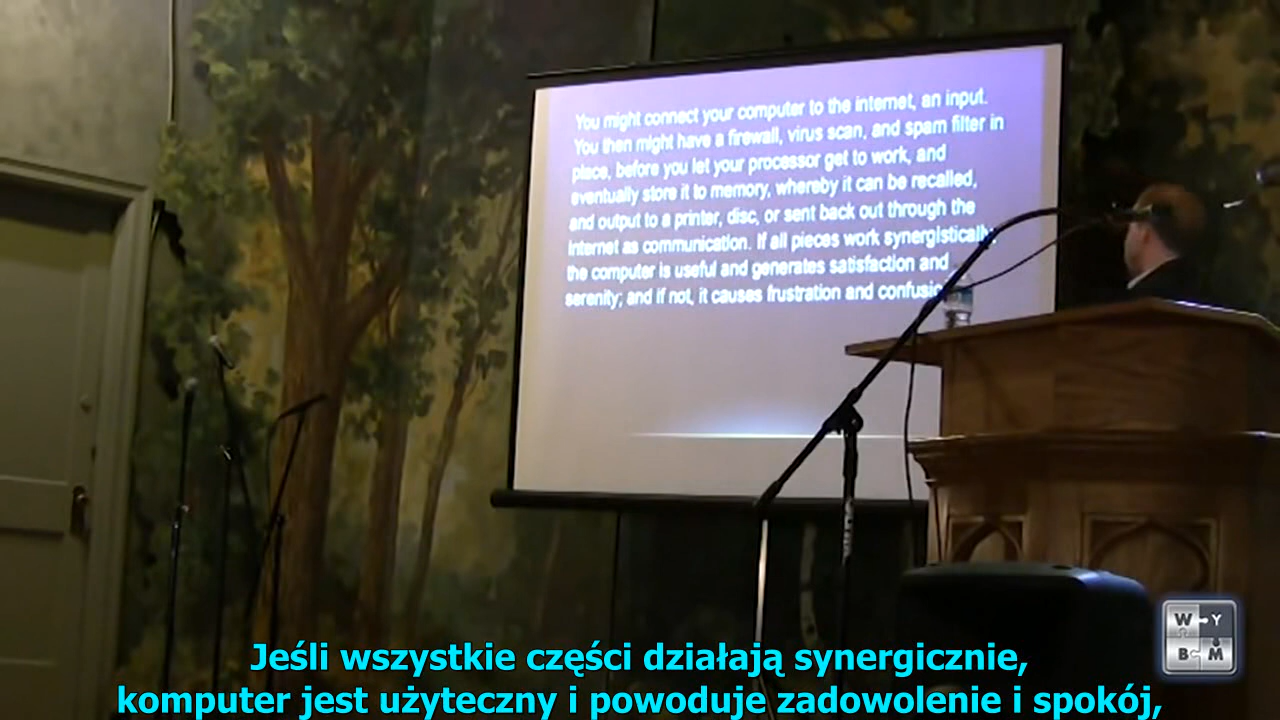 You might connect your computer to the internet, an input.
You then might have a firewall, virus scan, and spam filter in
place, before you let your processor get to work, and
eventually store it to memory, whereby it can be recalled,
and output to a printer, disc, or sent back out through the
internet as communication. If all pieces work synergistically,
the computer is useful and generates satisfaction and
serenity; and if not, it causes frustration and confusion
W Y
B M
Jeśli wszystkie części działają synergicznie,
komputer jest użyteczny i powoduje zadowolenie i spokój,